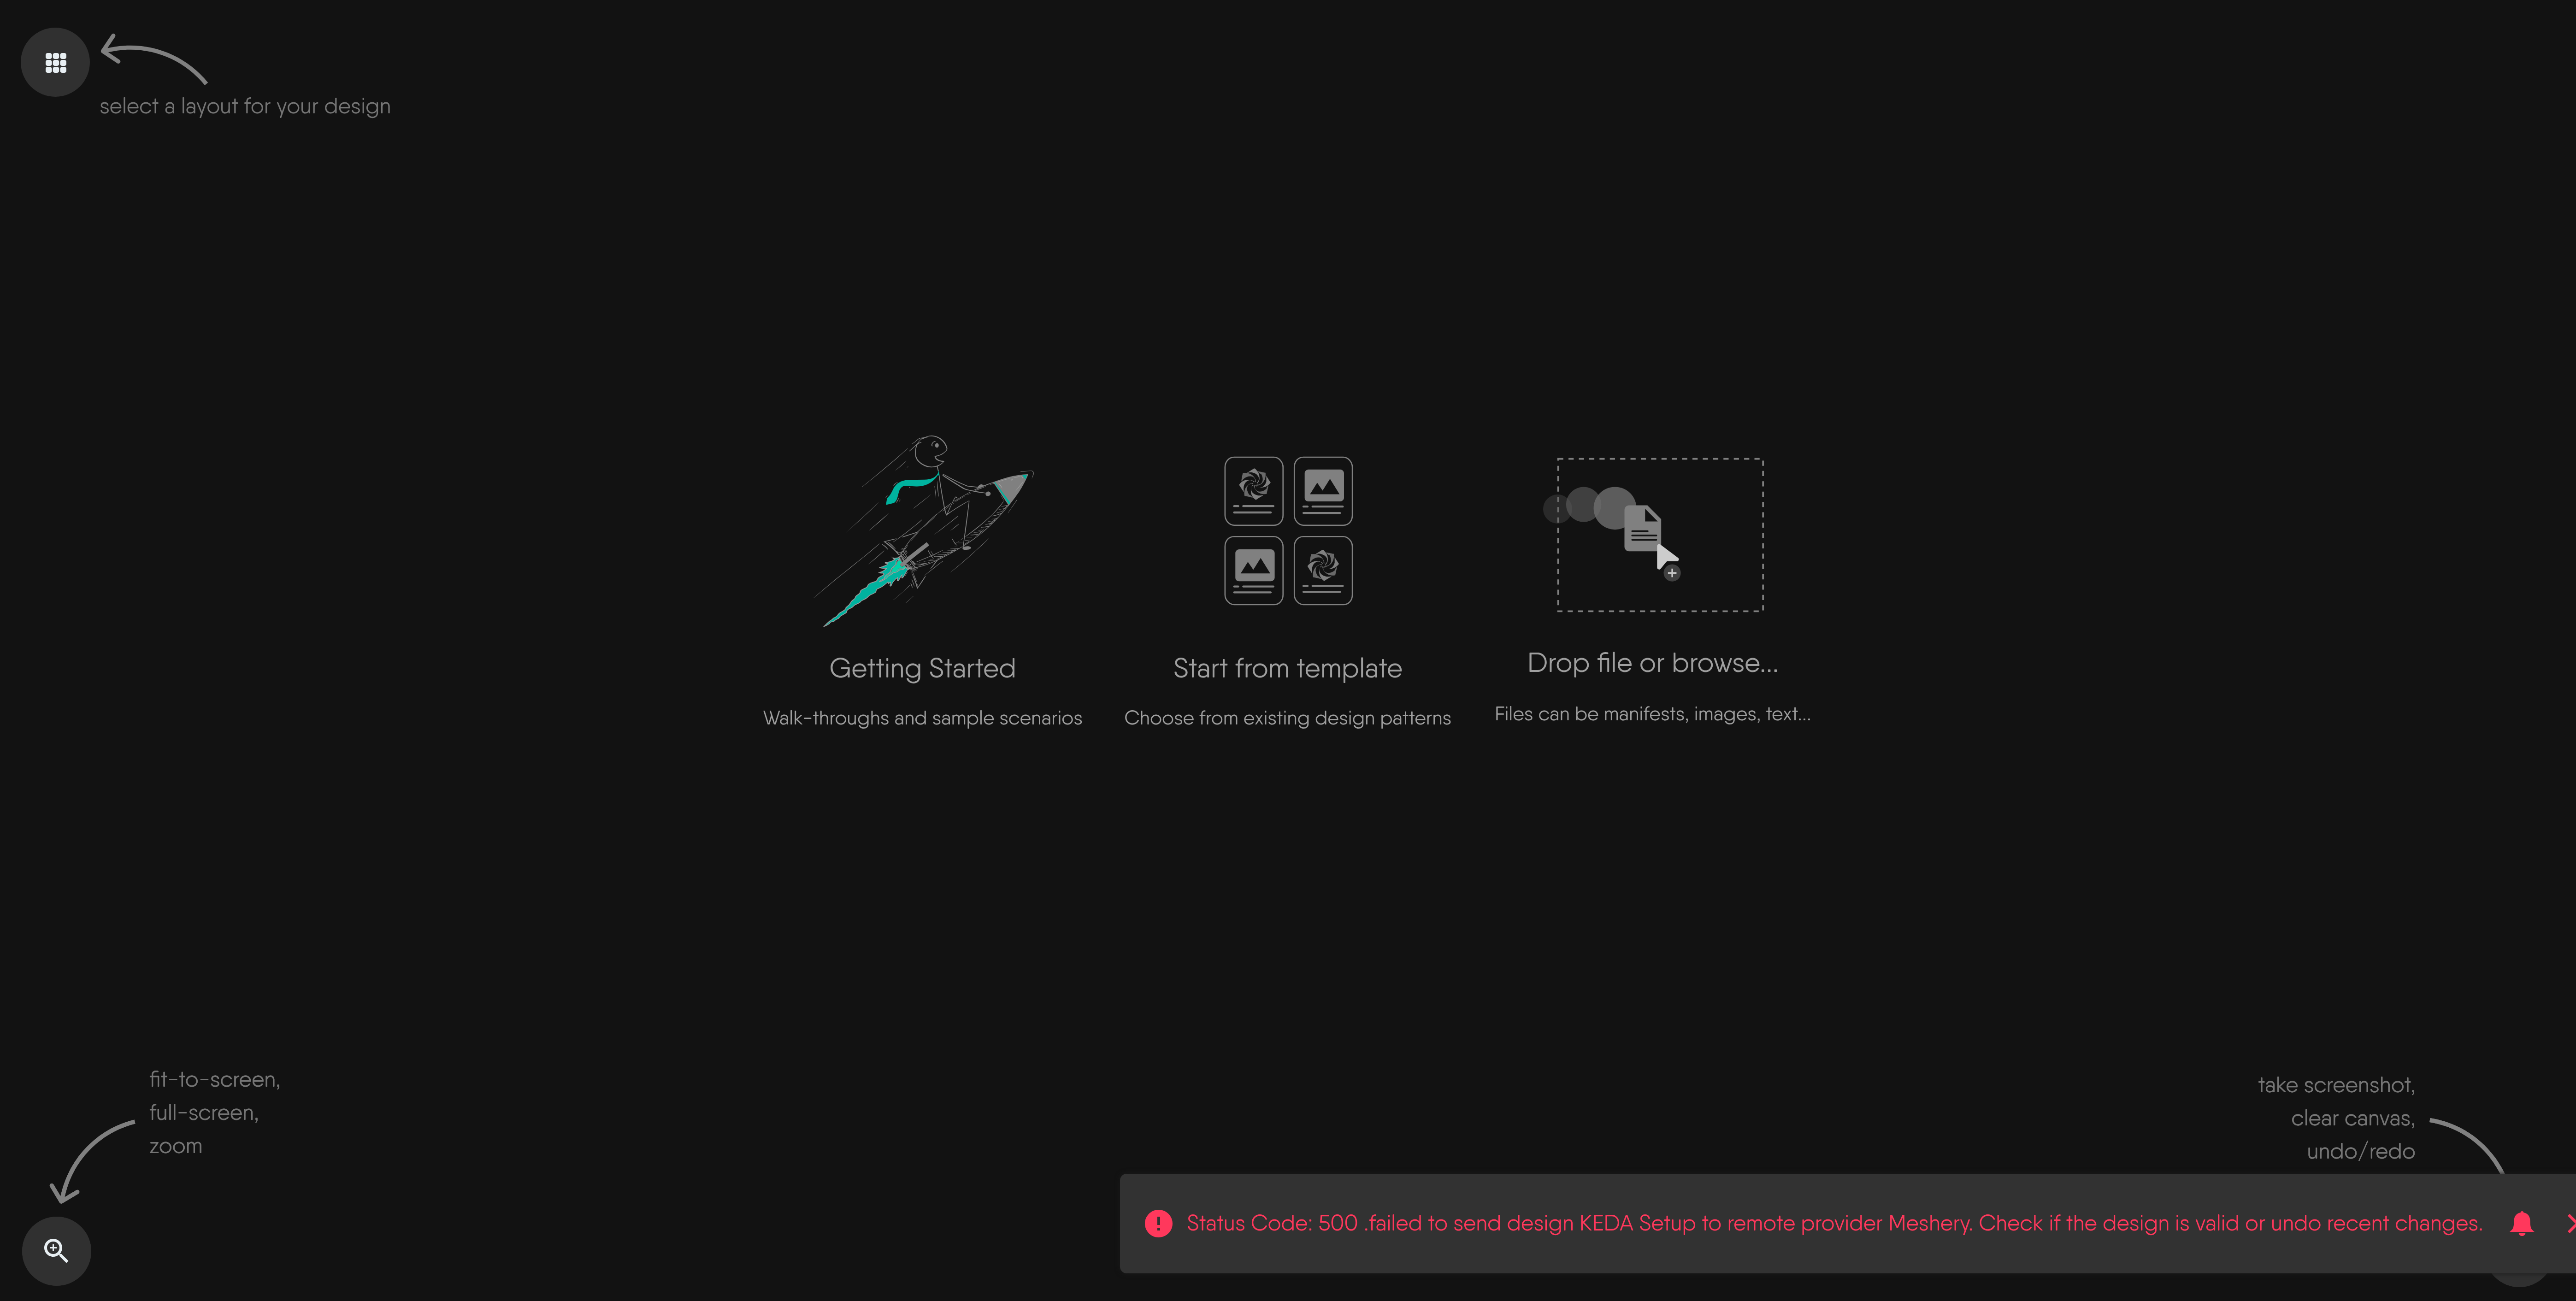 select a layout for your design
Getting Started
Walk-throughs and sample scenarios
Start from template
Choose from existing design patterns
Drop file or browse...
Files can be manifests, images, text...
fit-to-screen,
full-screen,
zoom
take screenshot,
clear canvas,
undo/redo
Status Code: 500 .failed to send design KEDA Setup to remote provider Meshery. Check if the design is valid or undo recent changes.